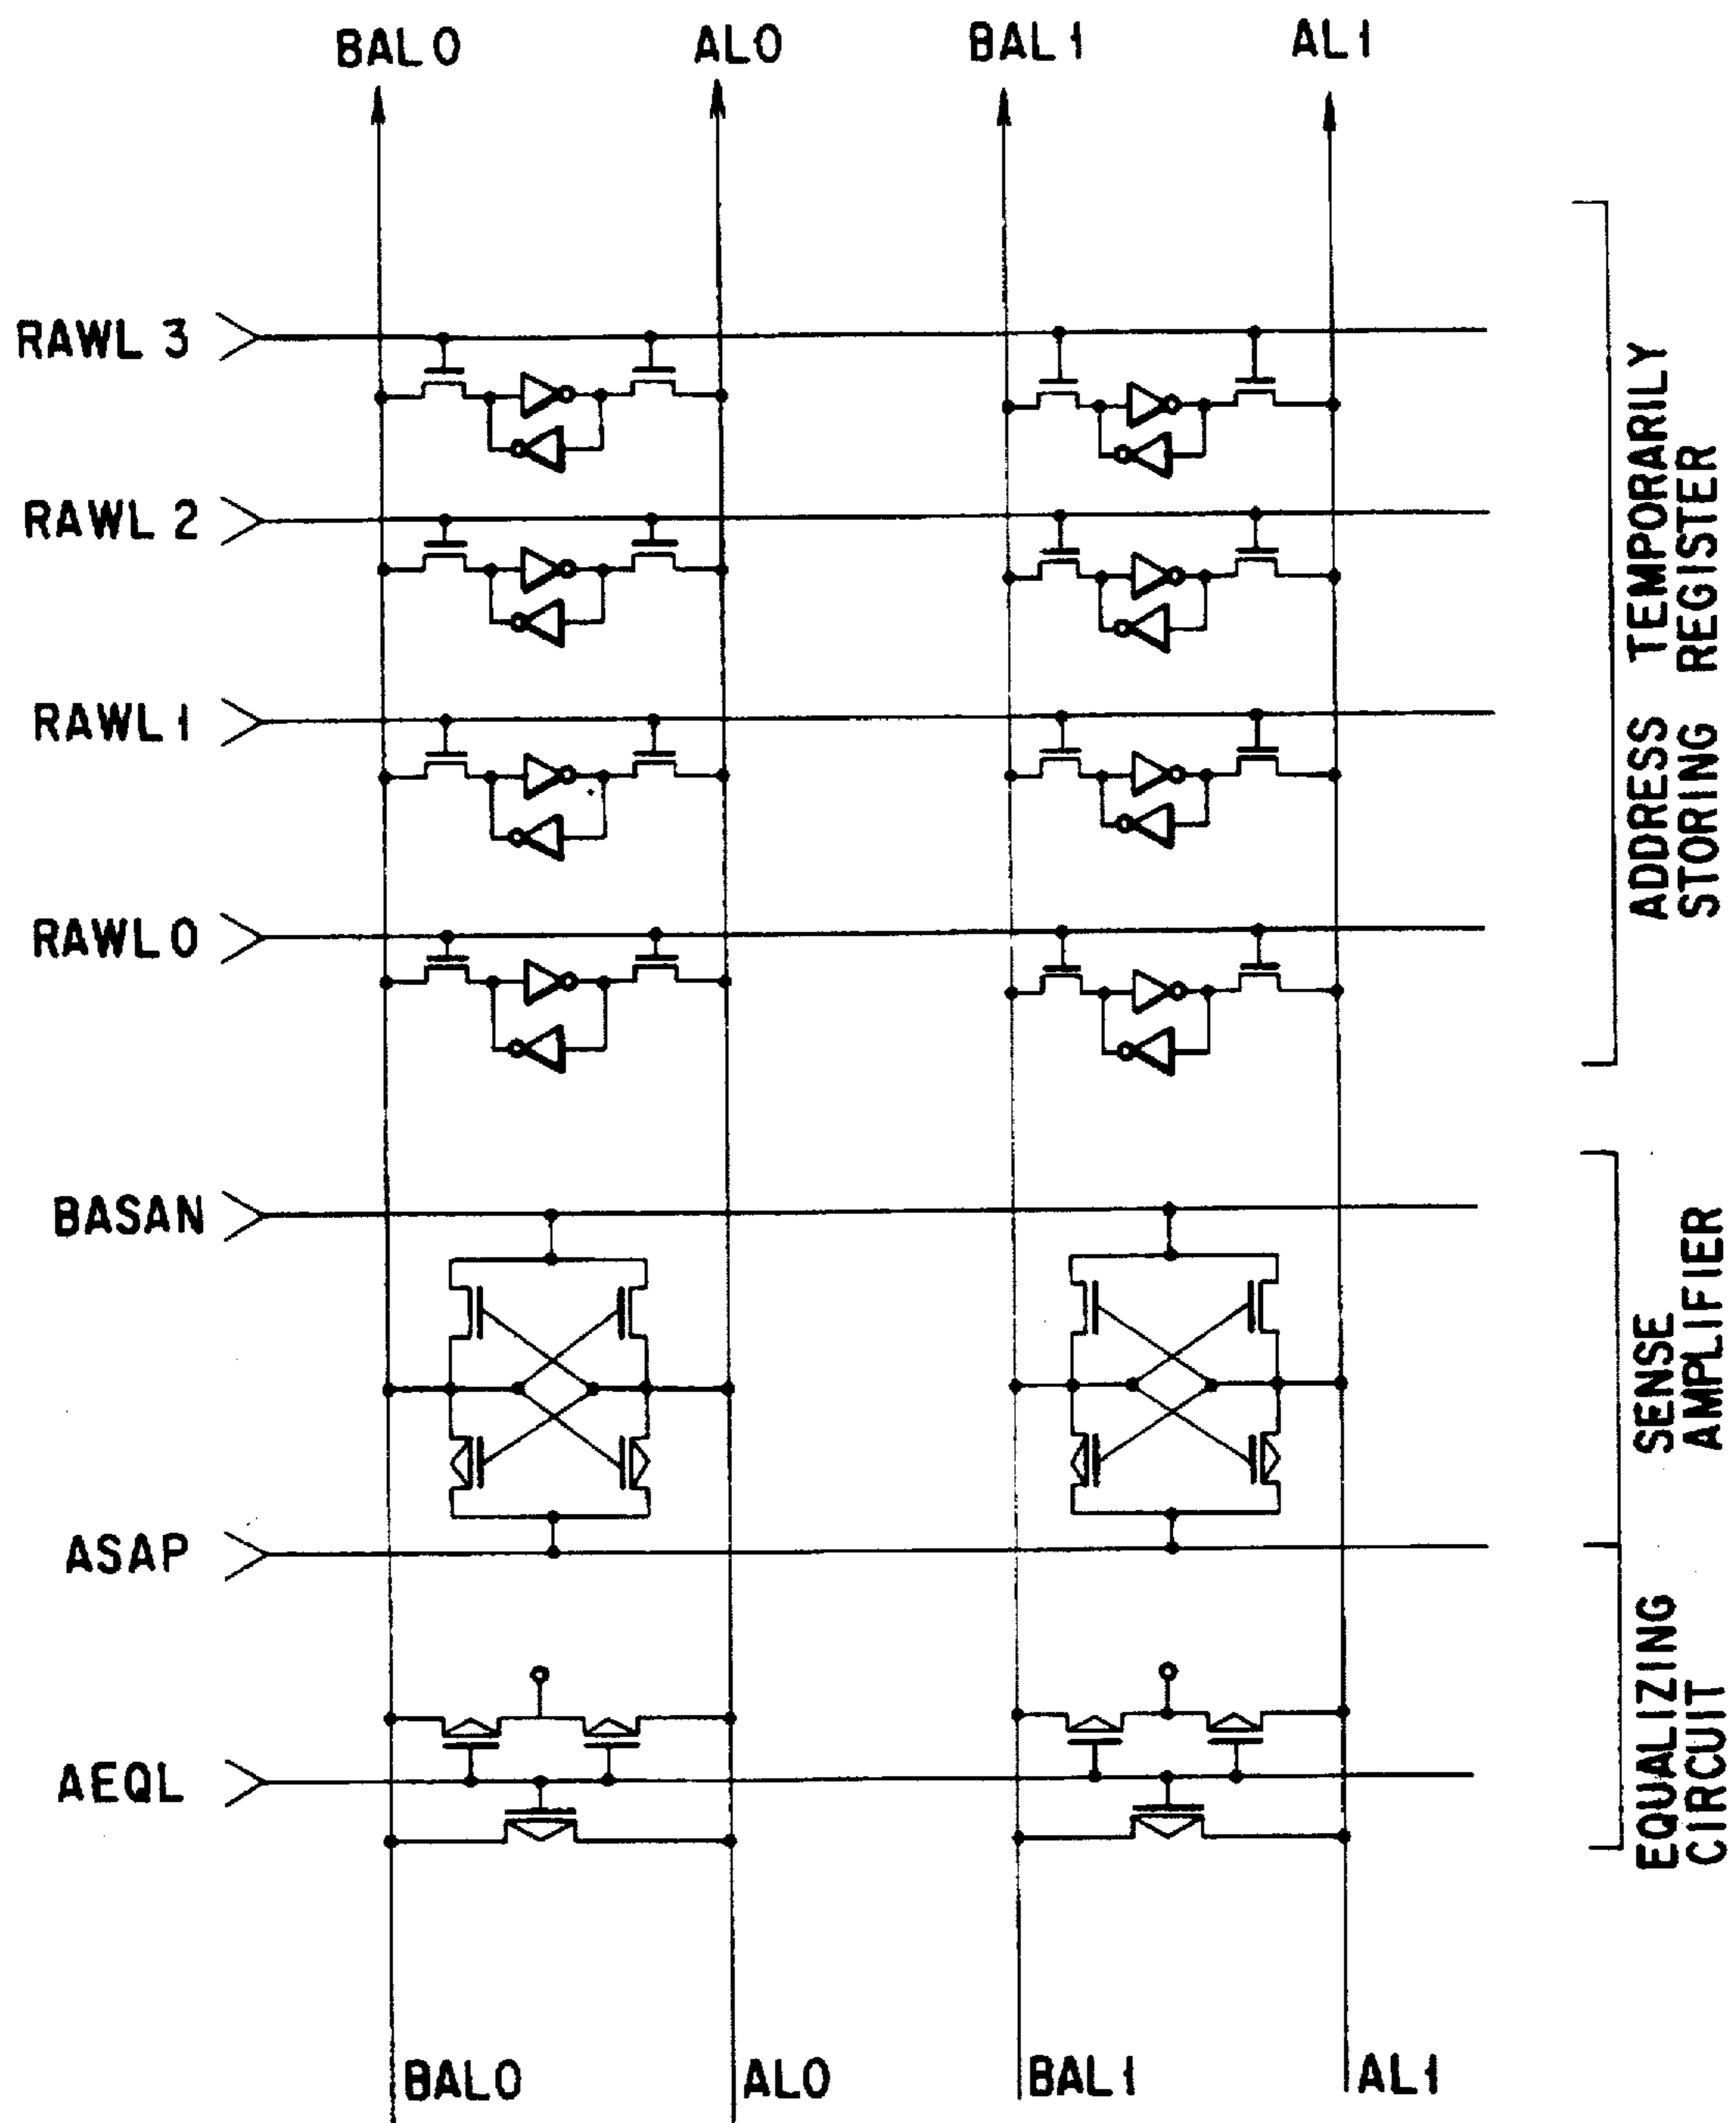 BAL0 AL0 BAL1 AL1
RAWL 3
RAWL 2
RAWL 1
RAWL 0
ADDRESS TEMPORARILY
STORING REGISTER
BASAN
SENSE
AMPLIFIER
ASAP
AEQL
EQUALIZING
CIRCUIT
BAL0 AL0 BAL1 AL1